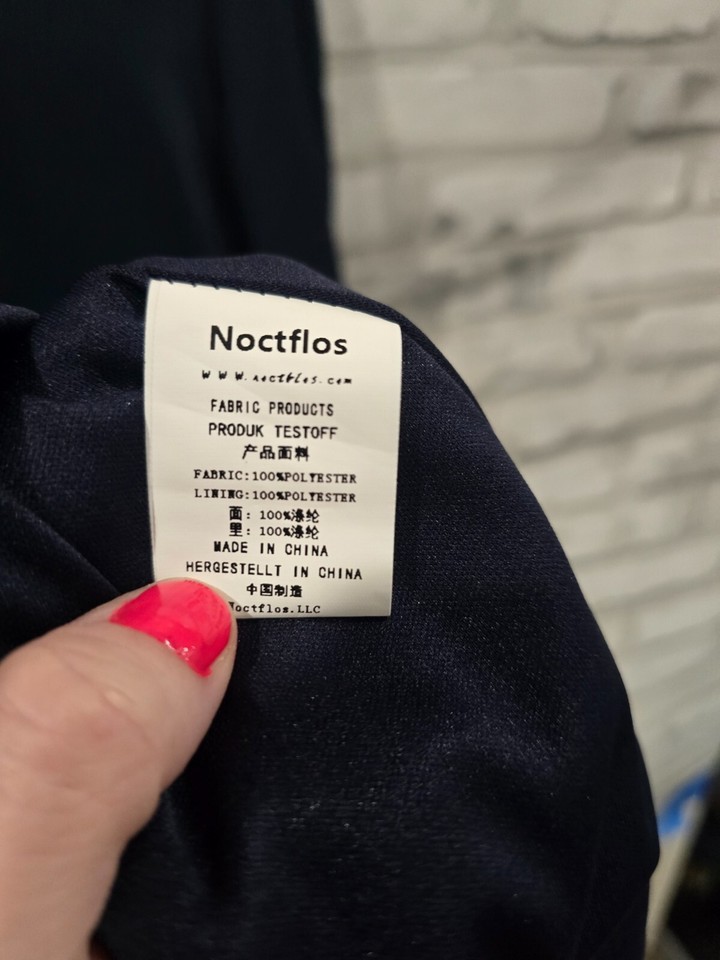 Noctflos
www.noctflos.com
FABRIC PRODUCTS
PRODUK TESTOFF
产品面料
FABRIC:100%POLYESTER
LINING:100%POLYESTER
面: 100%涤纶
里: 100%涤纶
MADE IN CHINA
HERGESTELLT IN CHINA
中国制造
Noctflos.LLC